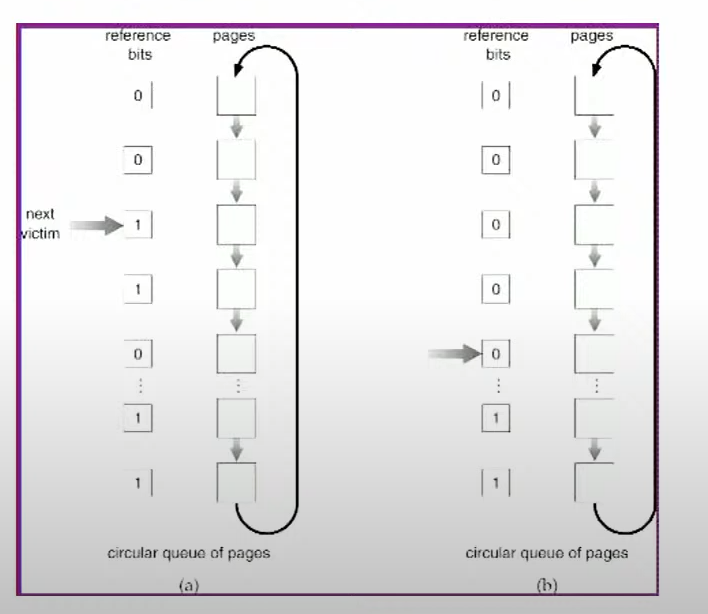 reference
bits
pages
0
0
next
victim
1
1
0
1
1
circular queue of pages
(a)
reference
bits
pages
0
0
0
0
0
1
1
circular queue of pages
(b)